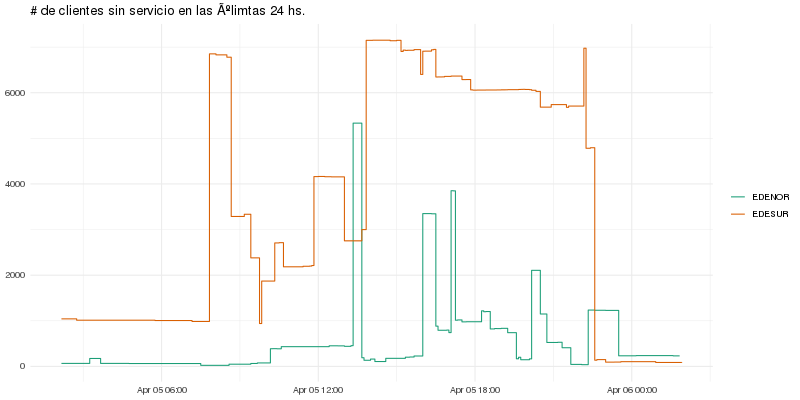 # de clientes sin servicio en las Ãºlimtas 24 hs.
6000
4000
2000
0
Apr 05 06:00
Apr 05 12:00
Apr 05 18:00
Apr 06 00:00
EDENOR
EDESUR